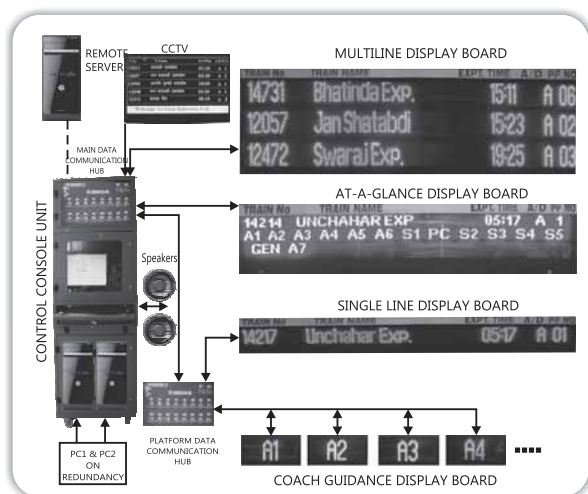 REMOTE SERVER
CCTV
MULTILINE DISPLAY BOARD
TRAIN No TRAIN NAME EXPT. TIME A/D PF NO
14731 Bhatinda Exp. 15:11 A 06
12057 Jan Shatabdi 15:23 A 02
12472 Swaraj Exp. 19:25 A 03
MAIN DATA
COMMUNICATION
HUB
AT-A-GLANCE DISPLAY BOARD
TRAIN No TRAIN NAME EXPT. TIME A/D PF NO
14214 UNCHAHAR EXP 05:17 A 1
A1 A2 A3 A4 A5 A6 S1 PC S2 S3 S4 S5
GEN A7
CONTROL CONSOLE UNIT
Speakers
SINGLE LINE DISPLAY BOARD
TRAIN No TRAIN NAME EXPT. TIME A/D PF NO
14217 Unchahar Exp. 05:17 A 01
PLATFORM DATA
COMMUNICATION
HUB
A1 A2 A3 A4
COACH GUIDANCE DISPLAY BOARD
PC1 & PC2
ON
REDUNDANCY